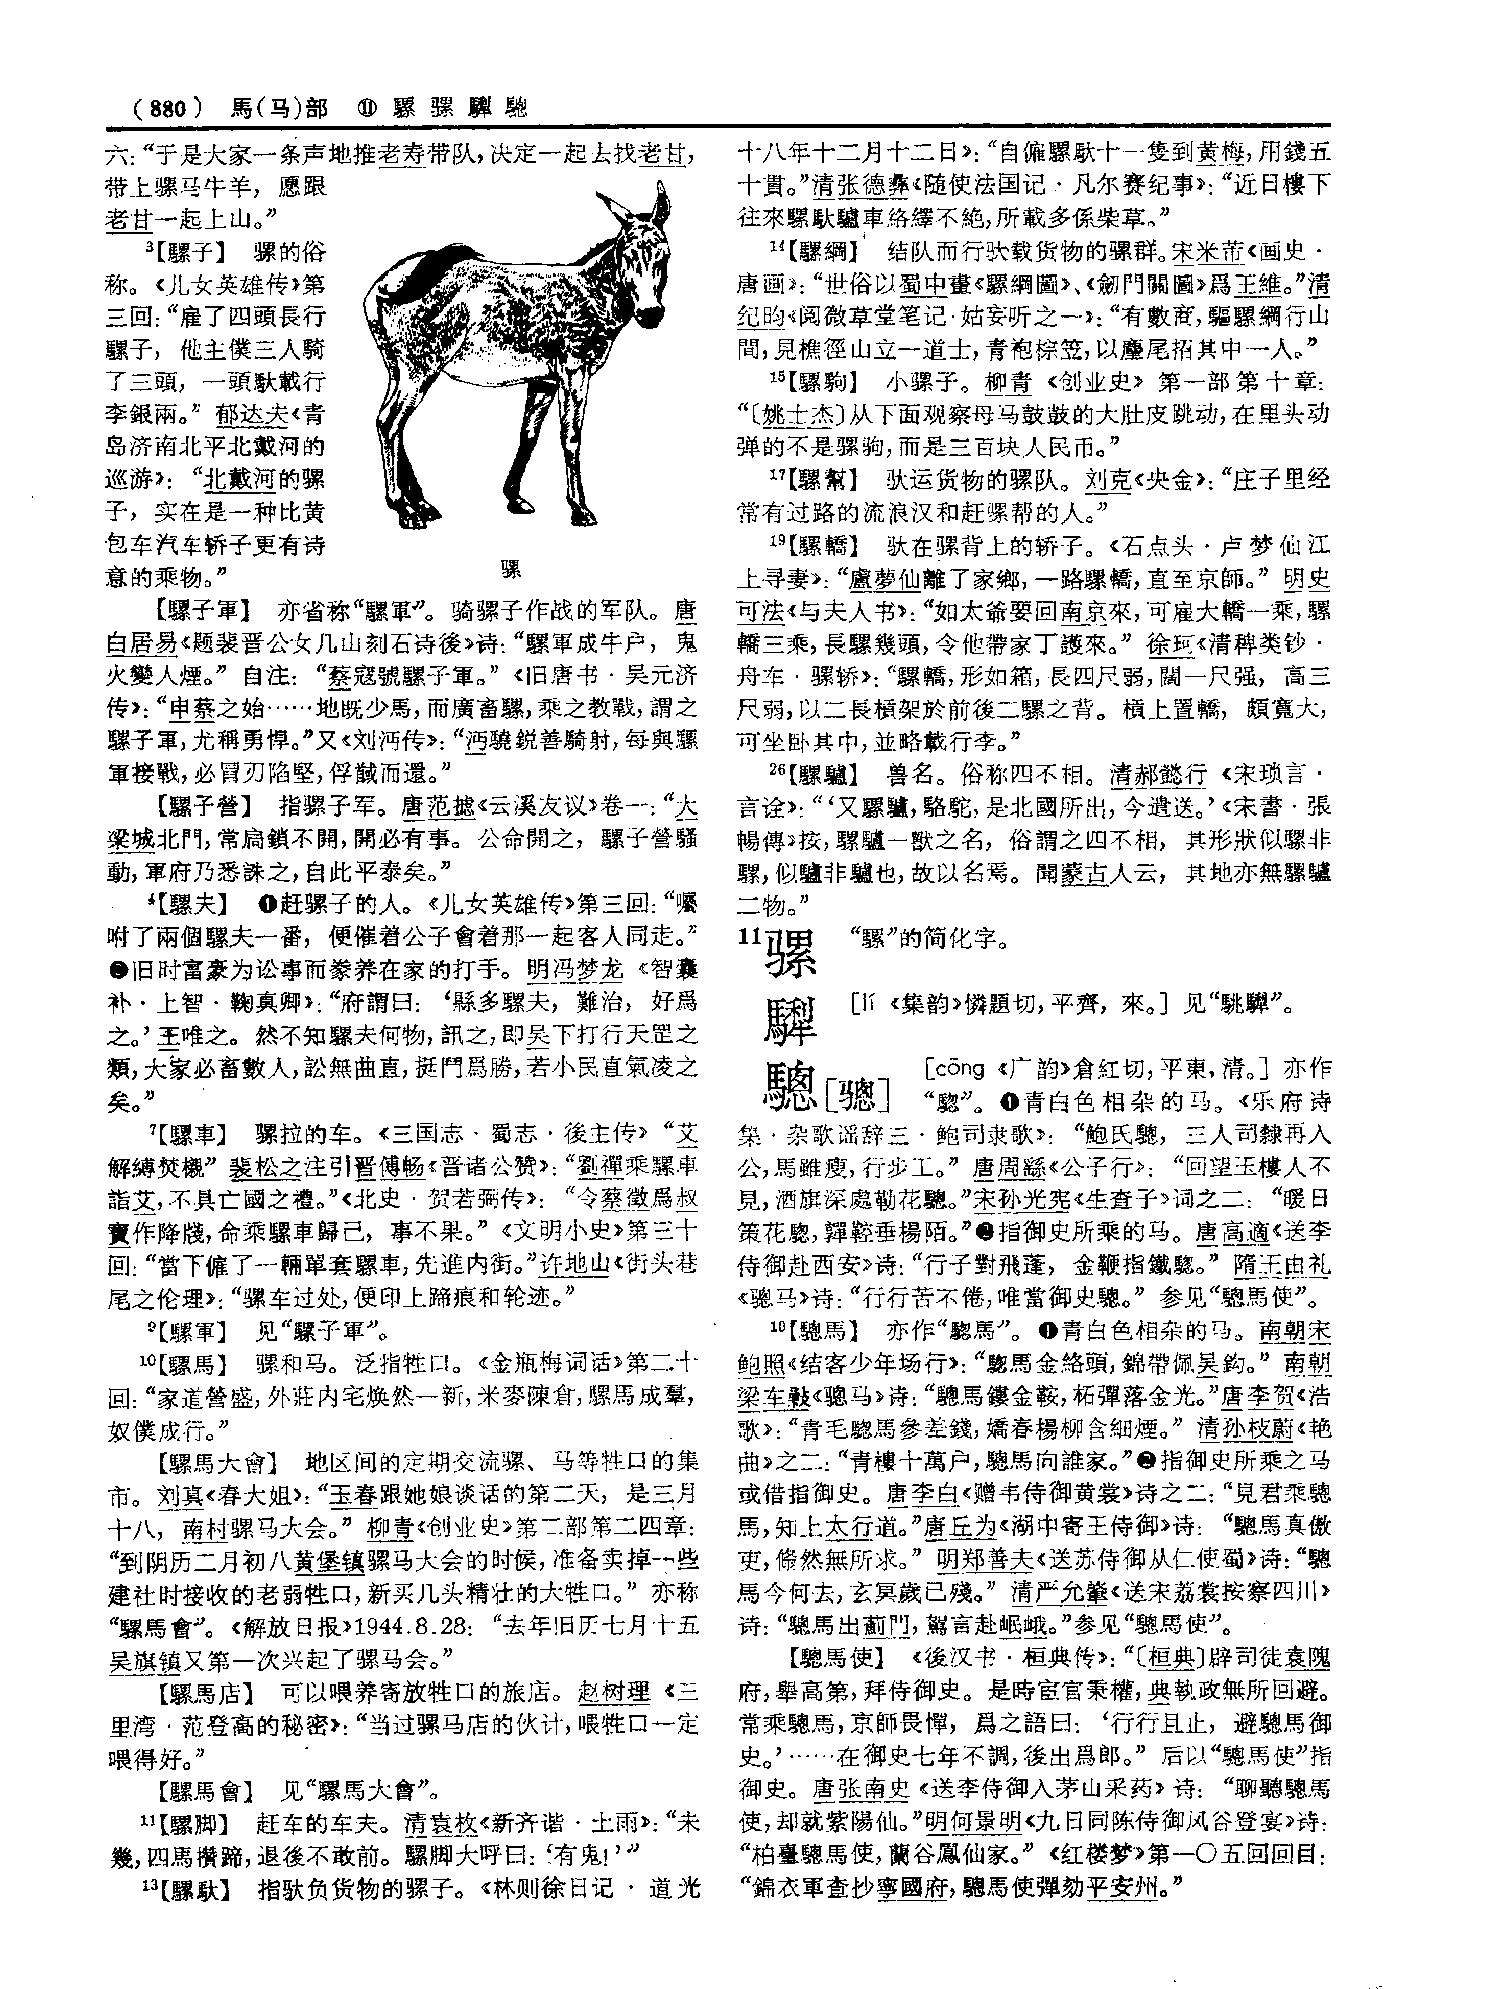 (880) 馬(马)部 ⑪ 騾 骡 驆 驄
六：“于是大家一条声地推老寿带队，决定一起去找老甘，
带上骡马牛羊，愿跟
老甘一起上山。”
³【騾子】 骡的俗
称。《儿女英雄传》第
三回：“雇了四頭長行
騾子，他主僕三人騎
了三頭，一頭馱載行
李銀兩。”郁达夫《青
岛济南北平北戴河的
巡游》：“北戴河的骡
子，实在是一种比黄
包车汽车轿子更有诗
意的乘物。”
骡
【騾子軍】 亦省称“騾軍”。骑骡子作战的军队。唐
白居易《题裴晋公女几山刻石诗後》诗：“騾軍成牛户，鬼
火變人煙。”自注：“蔡寇號騾子軍。”《旧唐书·吴元济
传》：“申蔡之始……地既少馬，而廣畜騾，乘之教戰，謂之
騾子軍，尤稱勇悍。”又《刘沔传》：“沔驍鋭善騎射，每與騾
軍接戰，必冒刃陷堅，俘馘而還。”
【騾子營】 指骡子军。唐范摅《云溪友议》卷一：“大
梁城北門，常扃鎖不開，開必有事。公命開之，騾子營騷
動，軍府乃悉誅之，自此平泰矣。”
⁴【騾夫】 ❶赶骡子的人。《儿女英雄传》第三回：“囑
咐了兩個騾夫一番，便催着公子會着那一起客人同走。”
❷旧时富豪为讼事而豢养在家的打手。明冯梦龙《智囊
补·上智·鞠真卿》：“府謂曰：‘縣多騾夫，難治，好爲
之。’王唯之。然不知騾夫何物，訊之，即吴下打行天罡之
類，大家必畜數人，訟無曲直，挺鬥爲勝，若小民直氣凌之
矣。”
⁷【騾車】 骡拉的车。《三国志·蜀志·後主传》“艾
解縛焚櫬”裴松之注引晋傅畅《晋诸公赞》：“劉禪乘騾車
詣艾，不具亡國之禮。”《北史·贺若弼传》：“令蔡徵爲叔
寶作降牋，命乘騾車歸己，事不果。”《文明小史》第三十
回：“當下僱了一輛單套騾車，先進内街。”许地山《街头巷
尾之伦理》：“骡车过处，便印上蹄痕和轮迹。”
⁹【騾軍】 见“騾子軍”。
¹⁰【騾馬】 骡和马。泛指牲口。《金瓶梅词话》第二十
回：“家道營盛，外莊内宅焕然一新，米麥陳倉，騾馬成羣，
奴僕成行。”
【騾馬大會】 地区间的定期交流骡、马等牲口的集
市。刘真《春大姐》：“玉春跟她娘谈话的第二天，是三月
十八，南村骡马大会。”柳青《创业史》第二部第二四章：
“到阴历二月初八黄堡镇骡马大会的时候，准备卖掉一些
建社时接收的老弱牲口，新买几头精壮的大牲口。”亦称
“騾馬會”。《解放日报》1944.8.28：“去年旧历七月十五
吴旗镇又第一次兴起了骡马会。”
【騾馬店】 可以喂养寄放牲口的旅店。赵树理《三
里湾·范登高的秘密》：“当过骡马店的伙计，喂牲口一定
喂得好。”
【騾馬會】 见“騾馬大會”。
¹¹【騾脚】 赶车的车夫。清袁枚《新齐谐·土雨》：“未
幾，四馬攢蹄，退後不敢前。騾脚大呼曰：‘有鬼！’”
¹³【騾馱】 指驮负货物的骡子。《林则徐日记·道光
十八年十二月十二日》：“自僱騾馱十一隻到黄梅，用錢五
十貫。”清张德彝《随使法国记·凡尔赛纪事》：“近日樓下
往來騾馱驢車絡繹不絶，所載多係柴草。”
¹⁴【騾綱】 结队而行驮载货物的骡群。宋米芾《画史·
唐画》：“世俗以蜀中畫《騾綱圖》、《劒門關圖》爲王維。”清
纪昀《阅微草堂笔记·姑妄听之一》：“有數商，驅騾綱行山
間，見樵徑山立一道士，青袍棕笠，以麈尾招其中一人。”
¹⁵【騾駒】 小骡子。柳青《创业史》第一部第十章：
“〔姚士杰〕从下面观察母马鼓鼓的大肚皮跳动，在里头动
弹的不是骡驹，而是三百块人民币。”
¹⁷【騾幫】 驮运货物的骡队。刘克《央金》：“庄子里经
常有过路的流浪汉和赶骡帮的人。”
¹⁹【騾轎】 驮在骡背上的轿子。《石点头·卢梦仙江
上寻妻》：“盧夢仙離了家鄉，一路騾轎，直至京師。”明史
可法《与夫人书》：“如太爺要回南京來，可雇大轎一乘，騾
轎三乘，長騾幾頭，令他帶家丁護來。”徐珂《清稗类钞·
舟车·骡轿》：“騾轎，形如箱，長四尺弱，闊一尺强，高三
尺弱，以二長槓架於前後二騾之背。槓上置轎，頗寬大，
可坐卧其中，並略載行李。”
²⁶【騾驢】 兽名。俗称四不相。清郝懿行《宋琐言·
言诠》：“‘又騾驢，駱駝，是北國所出，今遣送。’《宋書·張
暢傳》按，騾驢一獸之名，俗謂之四不相，其形狀似騾非
騾，似驢非驢也，故以名焉。聞蒙古人云，其地亦無騾驢
二物。”
11骡 “騾”的简化字。
驆 [lí 《集韵》憐題切，平齊，來。] 见“駣驆”。
驄[骢] [cōng 《广韵》倉紅切，平東，清。] 亦作
“騘”。❶青白色相杂的马。《乐府诗
集·杂歌谣辞三·鲍司隶歌》：“鮑氏驄，三人司隸再入
公，馬雖瘦，行步工。”唐周繇《公子行》：“回望玉樓人不
見，酒旗深處勒花驄。”宋孙光宪《生查子》词之二：“暖日
策花驄，嚲鞚垂楊陌。”❷指御史所乘的马。唐高適《送李
侍御赴西安》诗：“行子對飛蓬，金鞭指鐵驄。”隋王由礼
《骢马》诗：“行行苦不倦，唯當御史驄。”参见“驄馬使”。
¹⁰【驄馬】 亦作“騘馬”。❶青白色相杂的马。南朝宋
鲍照《结客少年场行》：“驄馬金絡頭，錦帶佩吴鈎。”南朝
梁车𣀮《骢马》诗：“驄馬鏤金鞍，柘彈落金光。”唐李贺《浩
歌》：“青毛驄馬參差錢，嬌春楊柳含細煙。”清孙枝蔚《艳
曲》之二：“青樓十萬户，驄馬向誰家。”❷指御史所乘之马
或借指御史。唐李白《赠韦侍御黄裳》诗之二：“見君乘驄
馬，知上太行道。”唐丘为《湖中寄王侍御》诗：“驄馬真傲
吏，翛然無所求。”明郑善夫《送苏侍御从仁使蜀》诗：“驄
馬今何去，玄冥歲已殘。”清严允肇《送宋荔裳按察四川》
诗：“驄馬出薊門，駕言赴岷峨。”参见“驄馬使”。
【驄馬使】 《後汉书·桓典传》：“〔桓典〕辟司徒袁隗
府，舉高第，拜侍御史。是時宦官秉權，典執政無所回避。
常乘驄馬，京師畏憚，爲之語曰：‘行行且止，避驄馬御
史。’……在御史七年不調，後出爲郎。”后以“驄馬使”指
御史。唐张南史《送李侍御入茅山采药》诗：“聊聽驄馬
使，却就紫陽仙。”明何景明《九日同陈侍御风谷登宴》诗：
“柏臺驄馬使，蘭谷鳳仙家。”《红楼梦》第一〇五回回目：
“錦衣軍查抄寧國府，驄馬使彈劾平安州。”